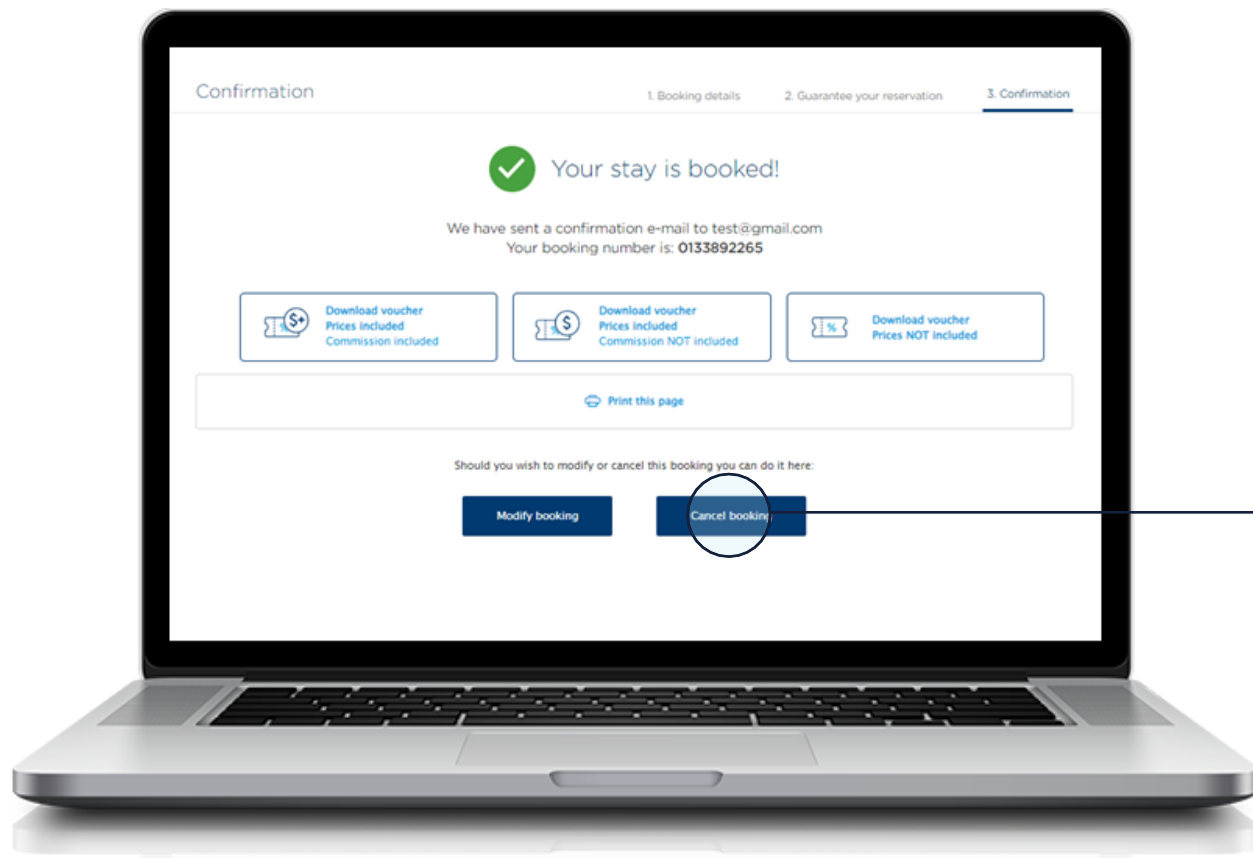 Confirmation
1. Booking details
2. Guarantee your reservation
3. Confirmation
Your stay is booked!
We have sent a confirmation e-mail to test@gmail.com
Your booking number is: 0133892265
$+
%
Download voucher
Prices included
Commission included
$
%
Download voucher
Prices included
Commission NOT included
%
Download voucher
Prices NOT included
Print this page
Should you wish to modify or cancel this booking you can do it here:
Modify booking
Cancel booking